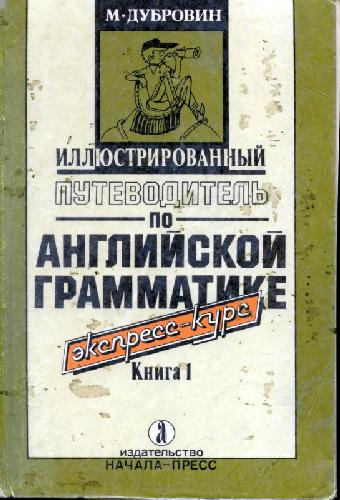 М·ДУБРОВИН
ИЛЛЮСТРИРОВАННЫЙ
ПУТЕВОДИТЕЛЬ
ПО
АНГЛИЙСКОЙ
ГРАММАТИКЕ
экспресс-курс
Книга 1
а
ИЗДАТЕЛЬСТВО
НАЧАЛА-ПРЕСС